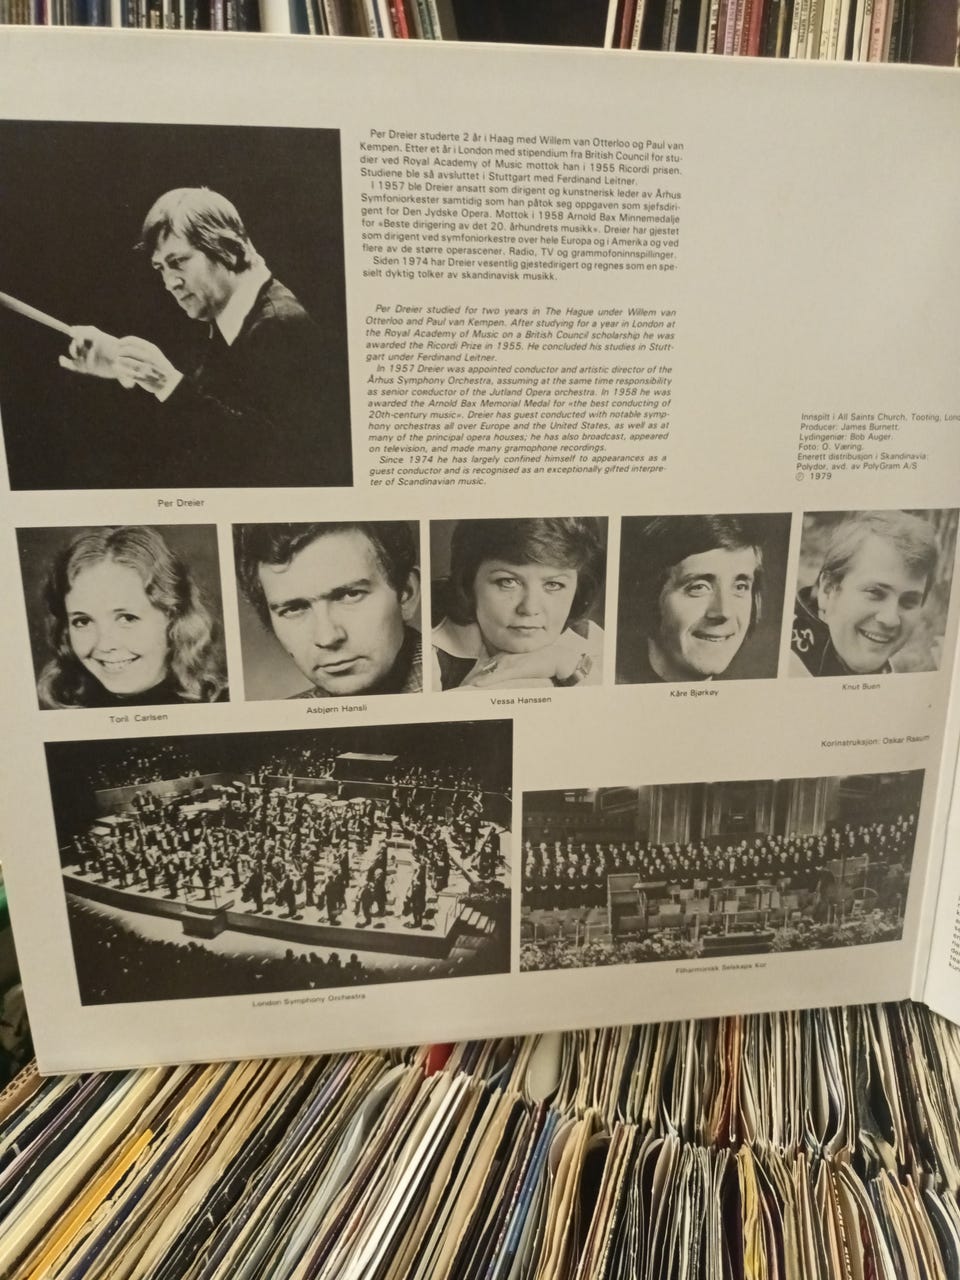 Per Dreier studerte 2 år i Haag med Willem van Otterloo og Paul van
Kempen. Etter et år i London med stipendium fra British Council for stu-
dier ved Royal Academy of Music mottok han i 1955 Ricordi prisen.
Studiene ble så avsluttet i Stuttgart med Ferdinand Leitner.
I 1957 ble Dreier ansatt som dirigent og kunstnerisk leder av Århus
Symfoniorkester samtidig som han påtok seg oppgaven som sjefsdiri-
gent for Den Jydske Opera. Mottok i 1958 Arnold Bax Minnemedalje
for «Beste dirigering av det 20. århundrets musikk». Dreier har gjestet
som dirigent ved symfoniorkestre over hele Europa og i Amerika og ved
flere av de større operascener. Radio, TV og grammofoninnspillinger.
Siden 1974 har Dreier vesentlig gjestedirigert og regnes som en spe-
sielt dyktig tolker av skandinavisk musikk.
Per Dreier studied for two years in The Hague under Willem van
Otterloo and Paul van Kempen. After studying for a year in London at
the Royal Academy of Music on a British Council scholarship he was
awarded the Ricordi Prize in 1955. He concluded his studies in Stutt-
gart under Ferdinand Leitner.
In 1957 Dreier was appointed conductor and artistic director of the
Århus Symphony Orchestra, assuming at the same time responsibility
as senior conductor of the Jutland Opera orchestra. In 1958 he was
awarded the Arnold Bax Memorial Medal for «the best conducting of
20th-century music». Dreier has guest conducted with notable symp-
hony orchestras all over Europe and the United States, as well as at
many of the principal opera houses; he has also broadcast, appeared
on television, and made many gramophone recordings.
Since 1974 he has largely confined himself to appearances as a
guest conductor and is recognised as an exceptionally gifted interpre-
ter of Scandinavian music.
Innspilt i All Saints Church, Tooting, Lond
Producer: James Burnett.
Lydingeniør: Bob Auger.
Foto: O. Væring.
Enerett distribusjon i Skandinavia:
Polydor, avd. av PolyGram A/S
Ⓟ 1979
Per Dreier
Toril Carlsen
Asbjørn Hansli
Vessa Hanssen
Kåre Bjørkøy
Knut Buen
Korinstruksjon: Oskar Raaum
London Symphony Orchestra
Filharmonisk Selskaps Kor